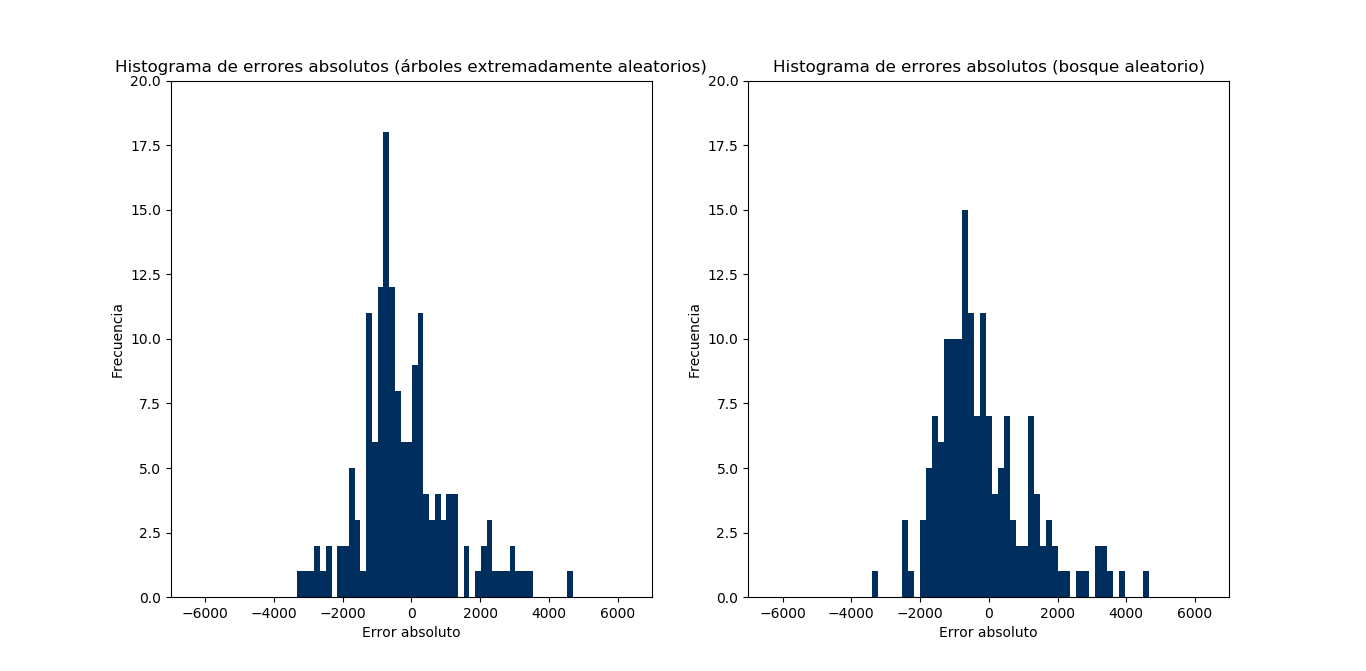 Histograma de errores absolutos (árboles extremadamente aleatorios)
20.0
17.5
15.0
12.5
10.0
7.5
5.0
2.5
0.0
Frecuencia
−6000 −4000 −2000 0 2000 4000 6000
Error absoluto
Histograma de errores absolutos (bosque aleatorio)
20.0
17.5
15.0
12.5
10.0
7.5
5.0
2.5
0.0
Frecuencia
−6000 −4000 −2000 0 2000 4000 6000
Error absoluto